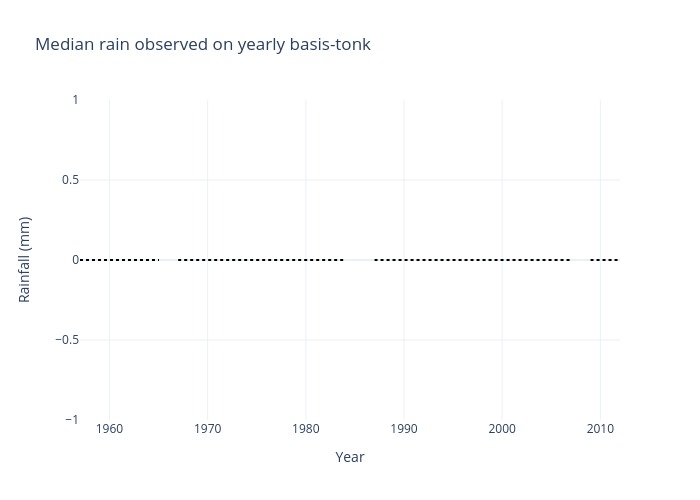 Median rain observed on yearly basis-tonk
1
0.5
0
−0.5
−1
Rainfall (mm)
1960 1970 1980 1990 2000 2010
Year